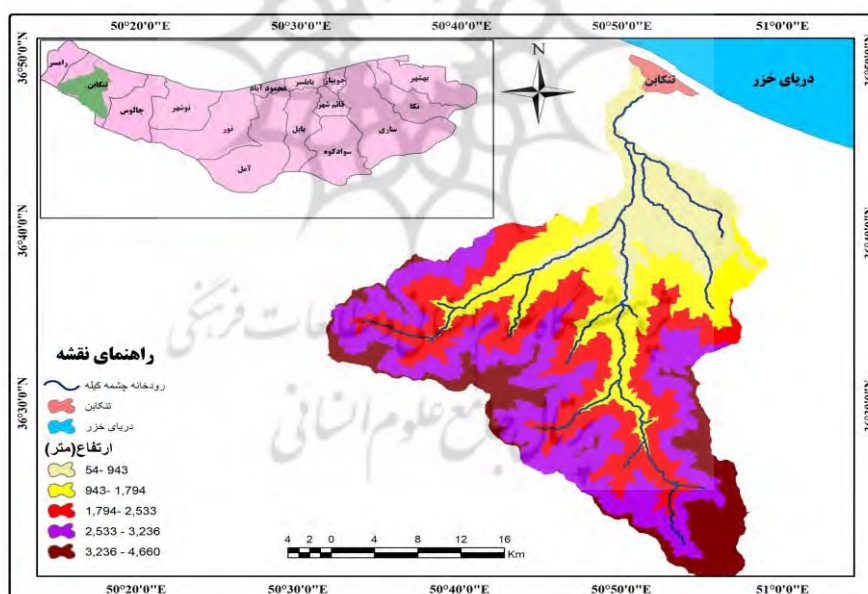 50°20'0"E 50°30'0"E 50°40'0"E 50°50'0"E 51°0'0"E
36°50'0"N
رامسر
تنکابن
چالوس
نوشهر
نور
محمود آباد
آمل
بابلسر
بابل
جویبار
قائم شهر
سوادکوه
ساری
نکا
بهشهر
N
تنکابن
دریای خزر
36°40'0"N
36°30'0"N
راهنمای نقشه
رودخانه چشمه کیله
تنکابن
دریای خزر
ارتفاع(متر)
54- 943
943- 1,794
1,794- 2,533
2,533 - 3,236
3,236 - 4,660
4 2 0 4 8 12 16
Km
50°20'0"E 50°30'0"E 50°40'0"E 50°50'0"E 51°0'0"E
جامع علوم انسانی